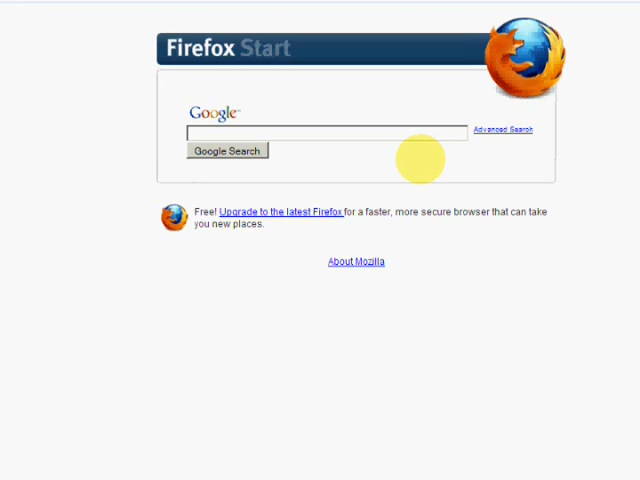 Firefox Start
Google™
Advanced Search
Google Search
Free! Upgrade to the latest Firefox for a faster, more secure browser that can take
you new places.
About Mozilla